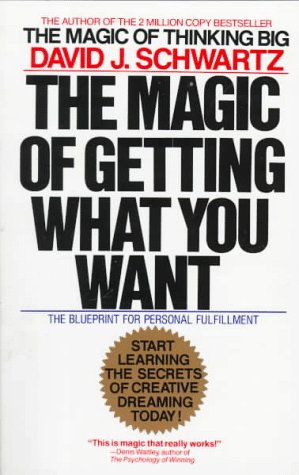 THE AUTHOR OF THE 2 MILLION COPY BESTSELLER
THE MAGIC OF THINKING BIG
DAVID J. SCHWARTZ
THE MAGIC
OF GETTING
WHAT YOU
WANT
THE BLUEPRINT FOR PERSONAL FULFILLMENT
START
LEARNING
THE SECRETS
OF CREATIVE
DREAMING
TODAY!
"This is magic that really works!"
—Denis Waitley, author of
The Psychology of Winning